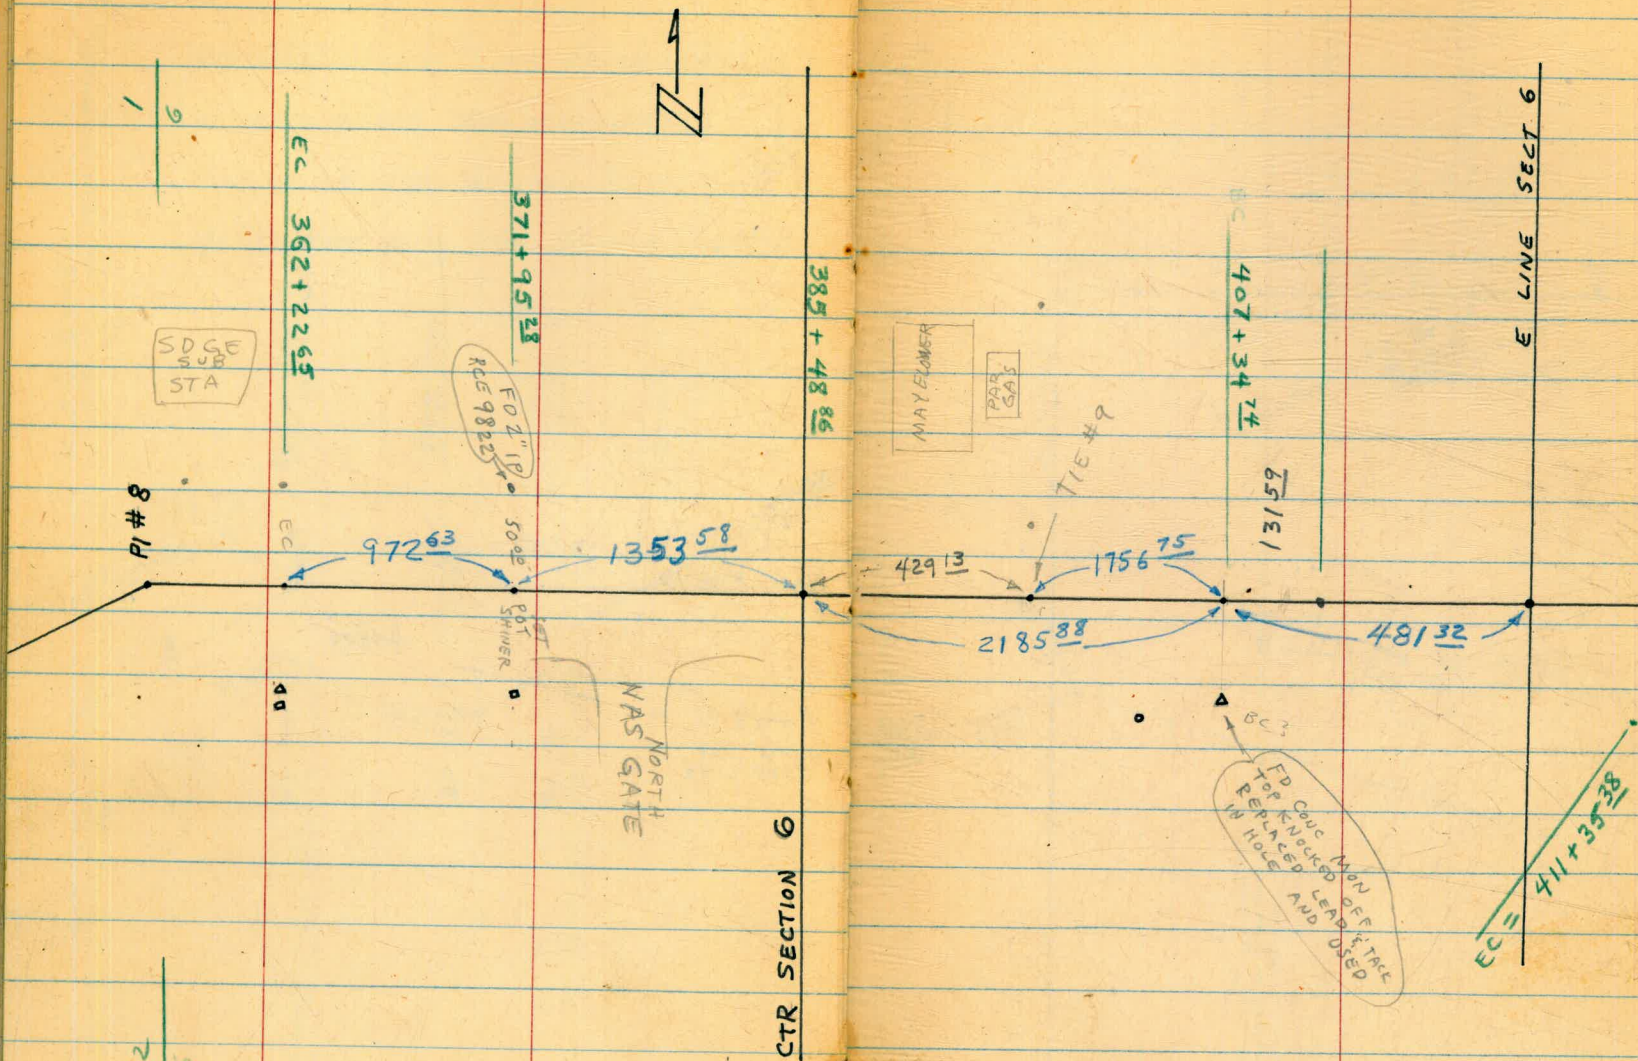 N
1
6
EC 362+22 65
371+95 28
385+48 86
EC
407+34 74
131 59
E LINE SECT 6
SDGE
SUB
STA
FD 2" IP
RCE 9822
MAYFLOWER
PAR
GAS
TIE #9
PI #8
EC
972 63
50.00'
1353 58
429 13
1756 75
2185 88
481 32
POT
SHINER
NORTH
NAS GATE
BC
FD CONC MON
TOP KNOCKED OFF,
REPLACED LEAD & TACK
IN HOLE AND USED
CTR SECTION 6
EC = 411+35 38
2